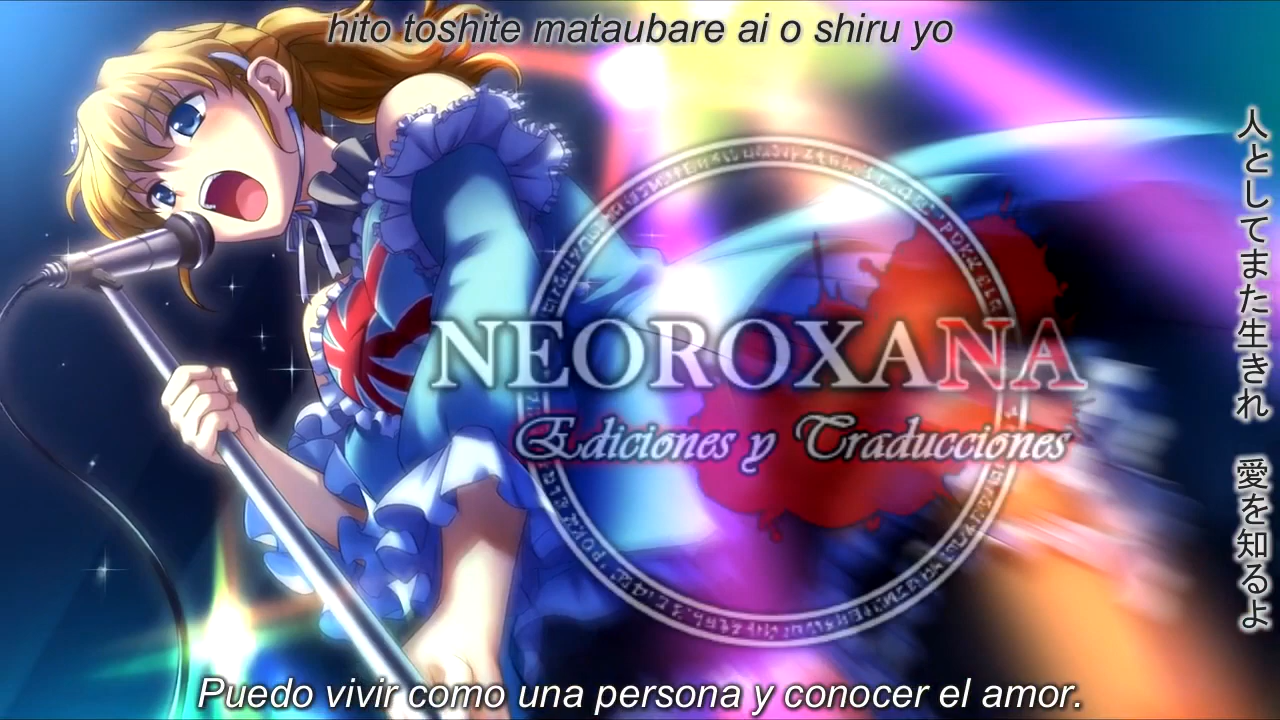 hito toshite mataubare ai o shiru yo
人としてまた生きれ　愛を知るよ
NEOROXANA
Ediciones y Traducciones
Puedo vivir como una persona y conocer el amor.